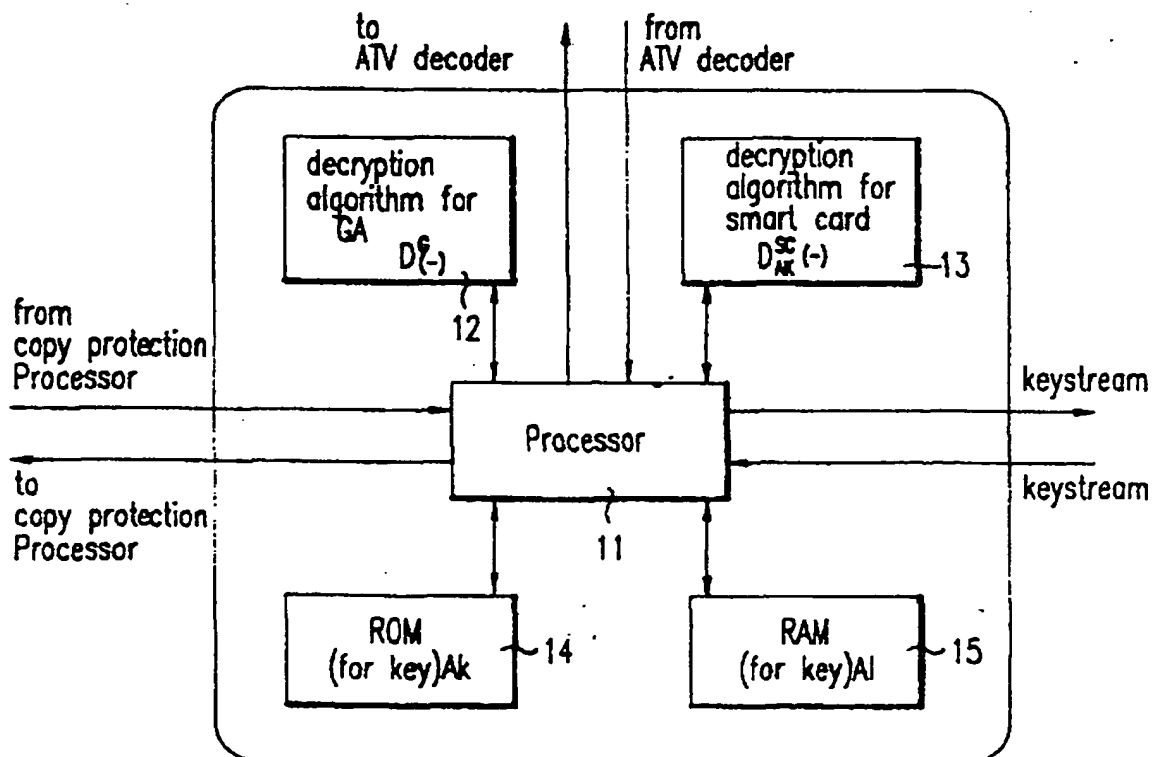 to
ATV decoder
from
ATV decoder
decryption
algorithm for
GA
D^G_(-)
12
decryption
algorithm for
smart card
D^SC_AK (-)
13
from
copy protection
Processor
keystream
Processor
11
to
copy protection
Processor
keystream
ROM
(for key)Ak
14
RAM
(for key)Al
15